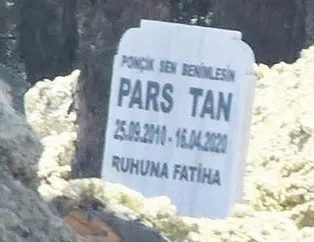 PONÇİK SEN BENİMLESİN
PARS TAN
25.09.2010 - 16.04.2020
RUHUNA FATİHA